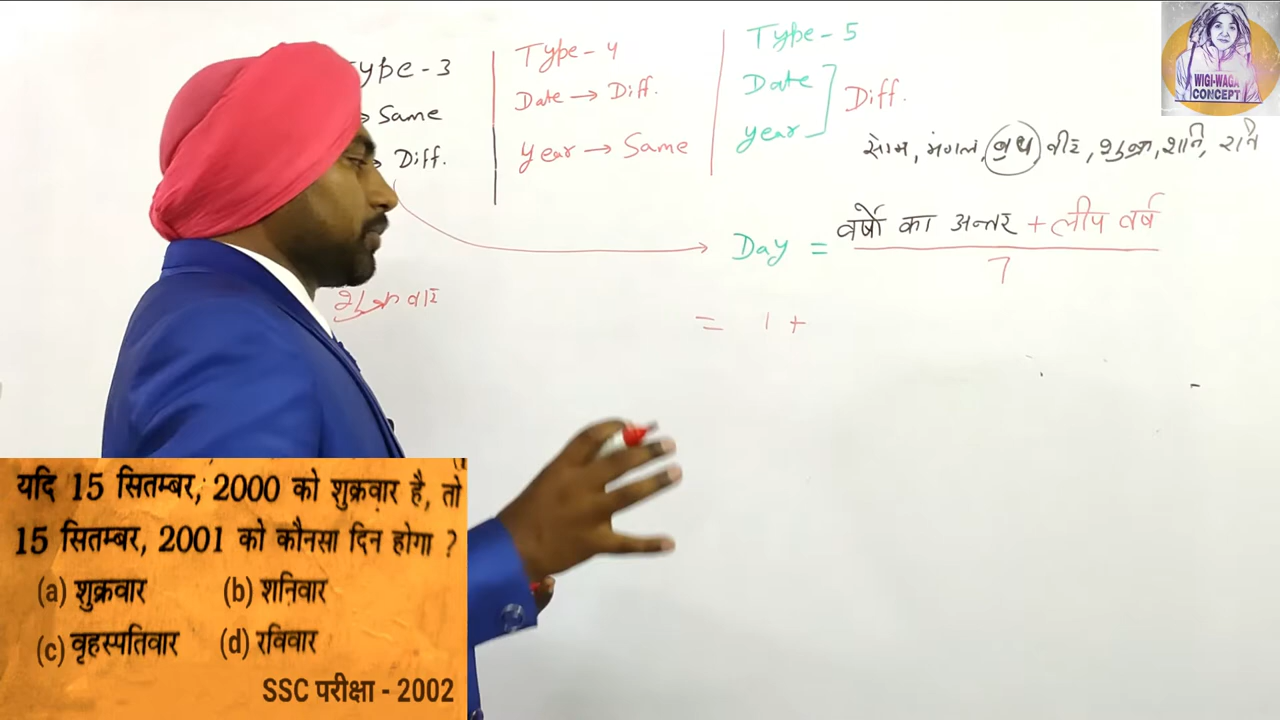 ype-3
Same
Diff.
Type-4
Date → Diff.
Year → Same
Type-5
Date
year
Diff.
WIGI-WAGA
CONCEPT
सोम, मंगल, बुध, वीर, शुक्र, शनि, रवि
Day = वर्षो का अन्तर + लीप वर्ष
7
= 1 +
शुक्रवार
यदि 15 सितम्बर, 2000 को शुक्रवार है, तो
15 सितम्बर, 2001 को कौनसा दिन होगा ?
(a) शुक्रवार (b) शनिवार
(c) वृहस्पतिवार (d) रविवार
SSC परीक्षा - 2002